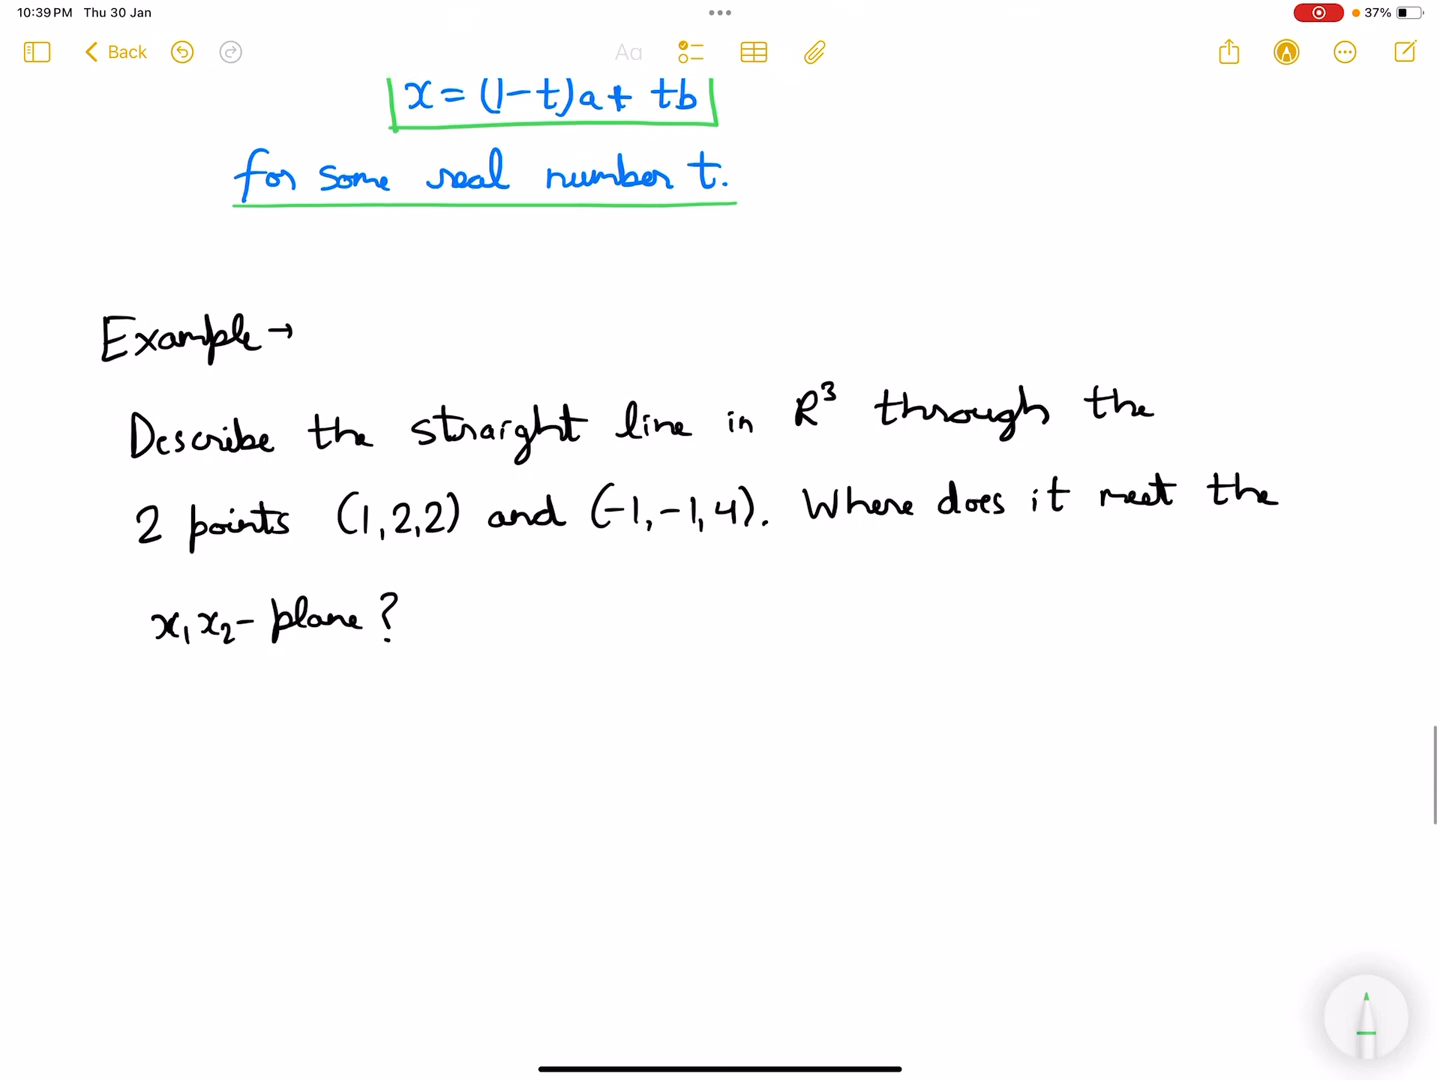 10:39 PM Thu 30 Jan
37%
Back
Aa
x = (1-t)a + tb
for some real number t.
Example →
Describe the straight line in R³ through the
2 points (1,2,2) and (-1,-1,4). Where does it meet the
x₁x₂- plane?